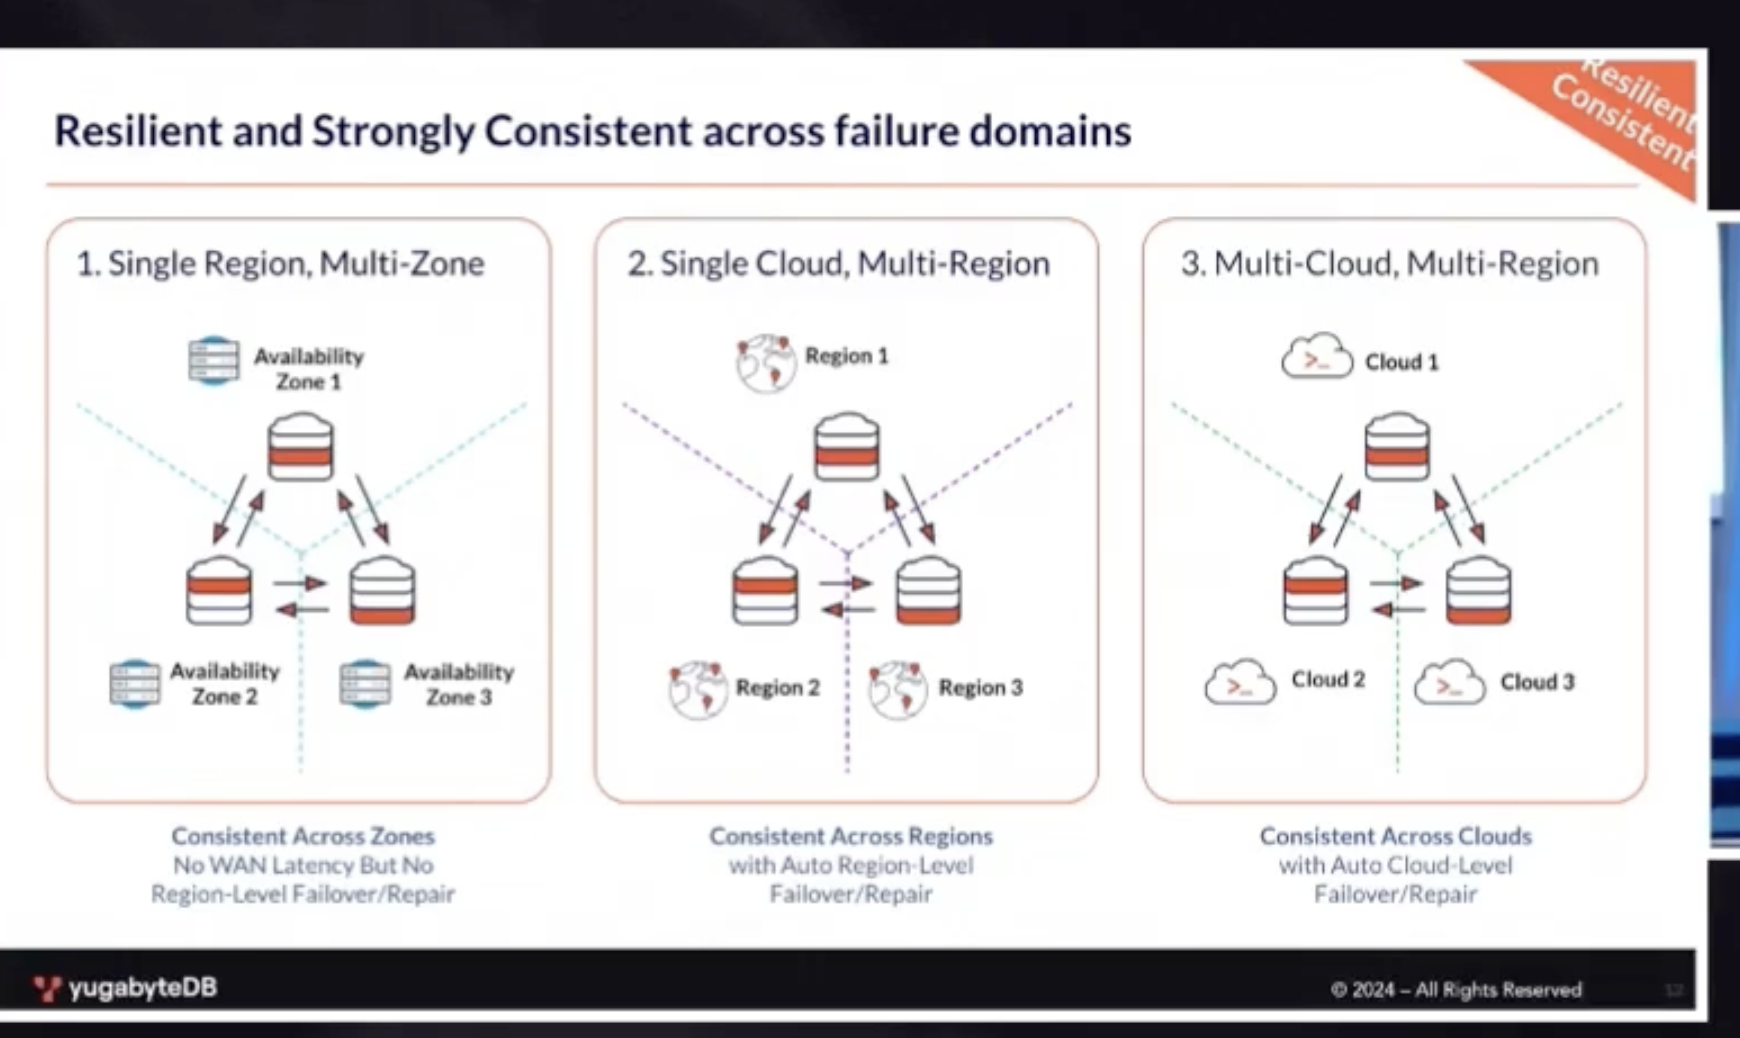 Resilient
Consistent
Resilient and Strongly Consistent across failure domains
1. Single Region, Multi-Zone
Availability
Zone 1
Availability
Zone 2
Availability
Zone 3
Consistent Across Zones
No WAN Latency But No
Region-Level Failover/Repair
2. Single Cloud, Multi-Region
Region 1
Region 2
Region 3
Consistent Across Regions
with Auto Region-Level
Failover/Repair
3. Multi-Cloud, Multi-Region
>_ Cloud 1
>_ Cloud 2
>_ Cloud 3
Consistent Across Clouds
with Auto Cloud-Level
Failover/Repair
yugabyteDB
© 2024 – All Rights Reserved